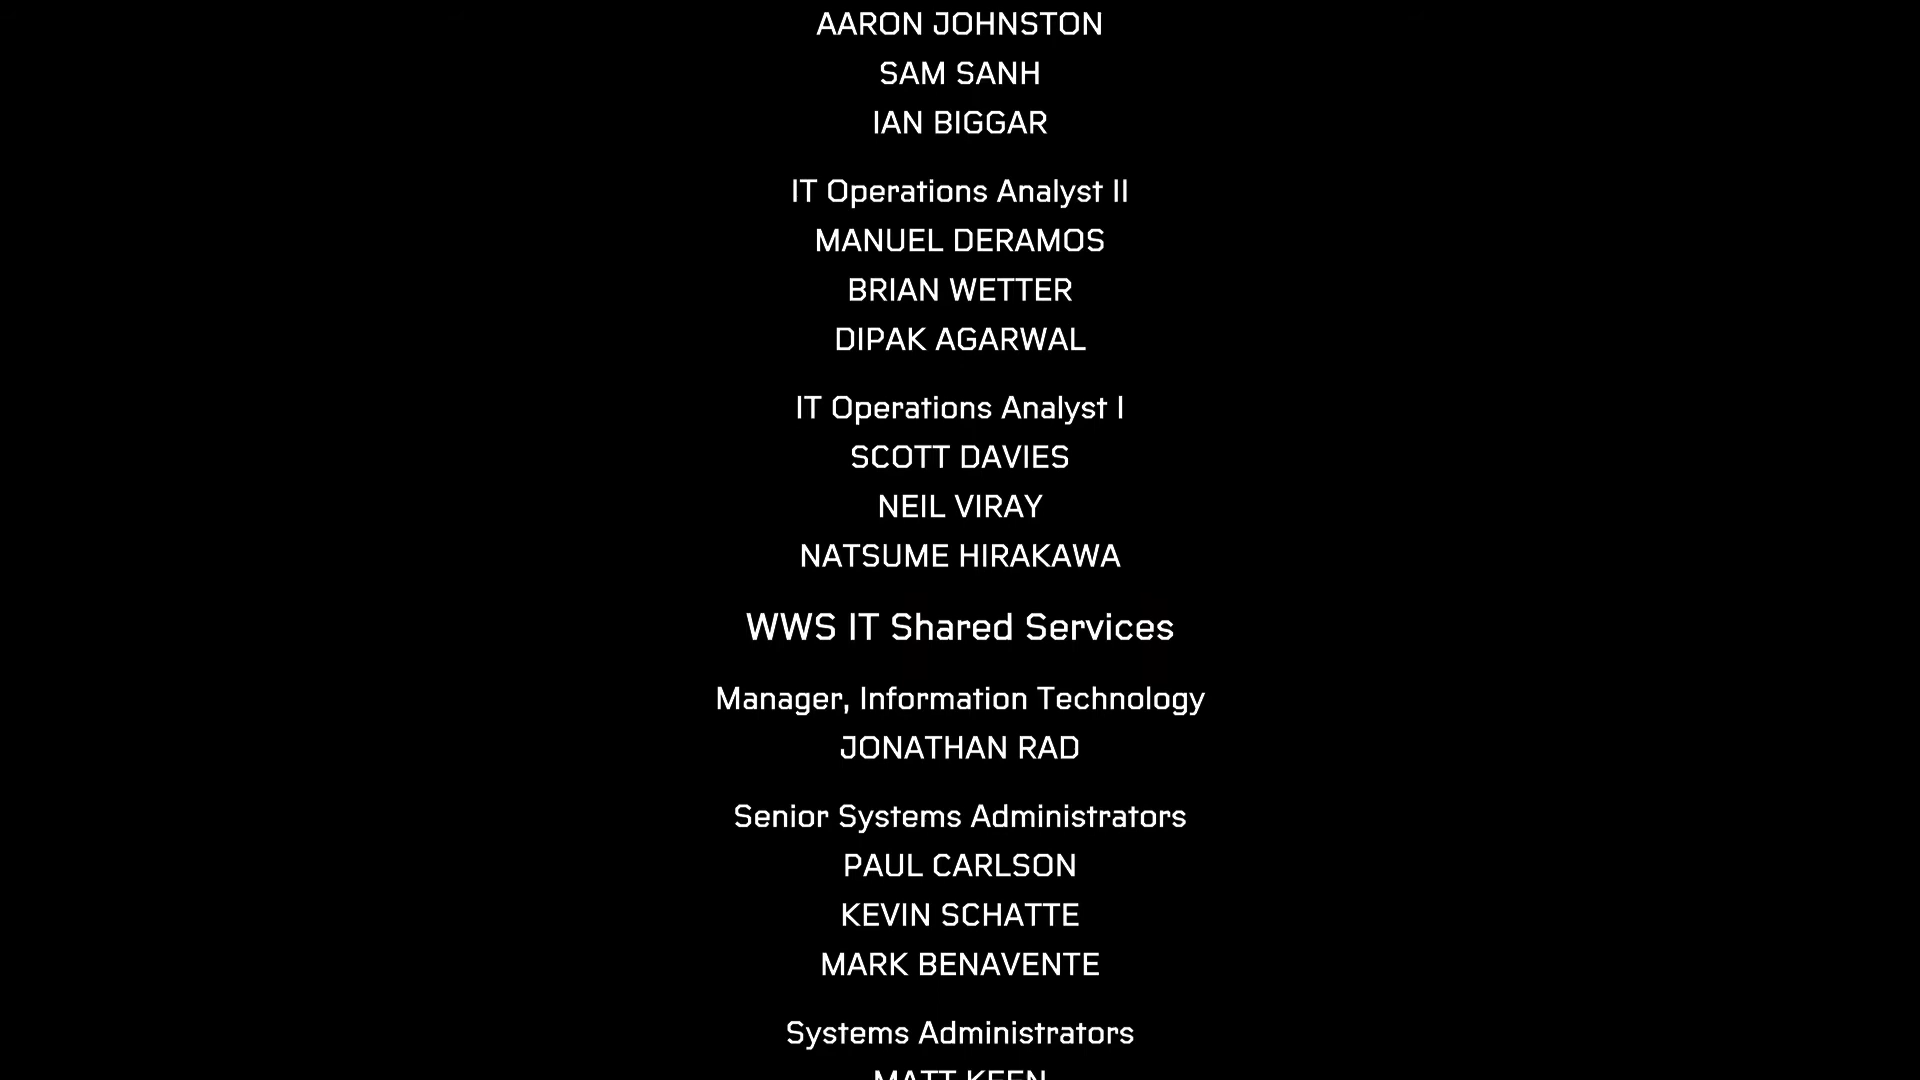 AARON JOHNSTON
SAM SANH
IAN BIGGAR
IT Operations Analyst II
MANUEL DERAMOS
BRIAN WETTER
DIPAK AGARWAL
IT Operations Analyst I
SCOTT DAVIES
NEIL VIRAY
NATSUME HIRAKAWA
WWS IT Shared Services
Manager, Information Technology
JONATHAN RAD
Senior Systems Administrators
PAUL CARLSON
KEVIN SCHATTE
MARK BENAVENTE
Systems Administrators
MATT KEEN